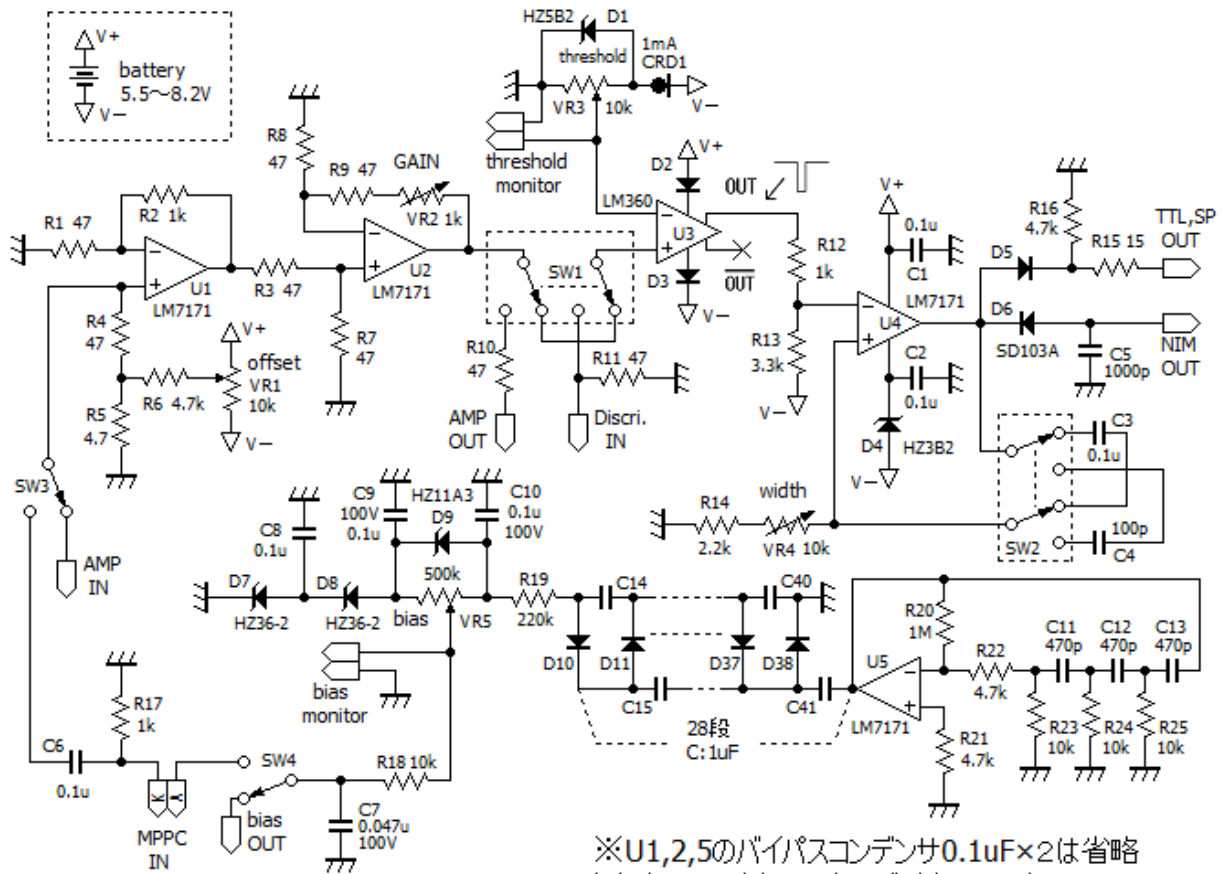 V+
battery
5.5～8.2V
V−
HZ5B2 D1
threshold
1mA
CRD1
VR3 10k
V−
threshold
monitor
R8
47
R9 47
GAIN
VR2 1k
R1 47
R2 1k
−
+
U1
LM7171
R3 47
−
+
U2
LM7171
R7
47
R4
47
R5
4.7
R6 4.7k
V+
offset
VR1
10k
V−
SW1
R10
47
AMP
OUT
R11 47
Discri.
IN
D2
V+
LM360
−
+
U3
D3
V−
OUT
OUT
R12
1k
R13
3.3k
V−
V+
0.1u
C1
−
+
U4
LM7171
C2
0.1u
D4
HZ3B2
V−
R16
4.7k
D5
R15 15
TTL,SP
OUT
D6
SD103A
C5
1000p
NIM
OUT
C3
0.1u
SW2
100p
C4
R14
2.2k
width
VR4 10k
SW3
AMP
IN
C8
0.1u
C9
100V
0.1u
HZ11A3
D9
C10
0.1u
100V
D7
HZ36-2
D8
HZ36-2
500k
bias
VR5
R19
220k
C14
C40
D10
D11
D37
D38
C15
C41
28段
C:1uF
bias
monitor
U5
−
+
LM7171
R20
1M
R22
4.7k
R21
4.7k
C11
470p
C12
470p
C13
470p
R23
10k
R24
10k
R25
10k
R17
1k
C6
0.1u
K
A
MPPC
IN
SW4
bias
OUT
R18 10k
C7
0.047u
100V
※U1,2,5のバイパスコンデンサ0.1uF×2は省略